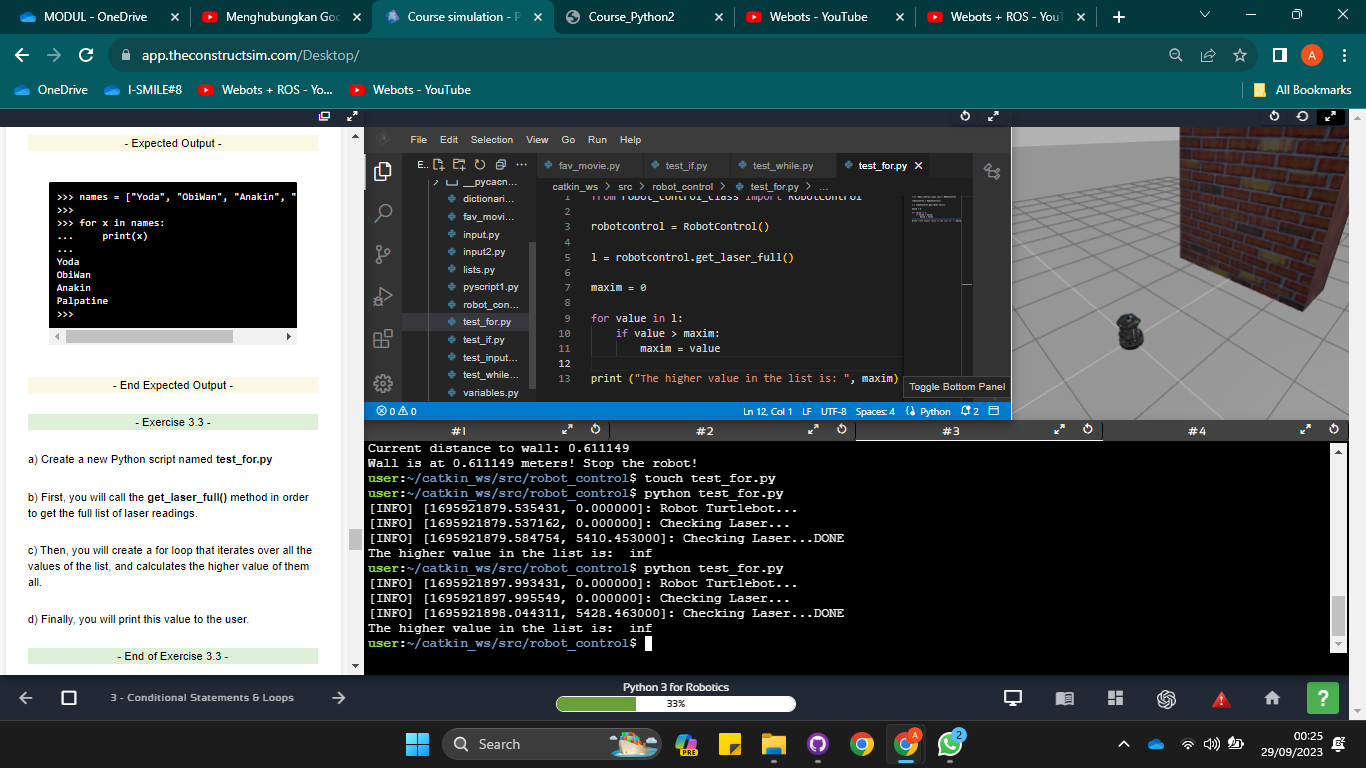 MODUL - OneDrive
Menghubungkan Goo
Course simulation - P
Course_Python2
Webots - YouTube
Webots + ROS - YouT
app.theconstructsim.com/Desktop/
A
OneDrive
I-SMILE#8
Webots + ROS - Yo...
Webots - YouTube
All Bookmarks
- Expected Output -
>>> names = ["Yoda", "ObiWan", "Anakin", "
>>>
>>> for x in names:
... print(x)
...
Yoda
ObiWan
Anakin
Palpatine
>>>
- End Expected Output -
- Exercise 3.3 -
a) Create a new Python script named test_for.py
b) First, you will call the get_laser_full() method in order
to get the full list of laser readings.
c) Then, you will create a for loop that iterates over all the
values of the list, and calculates the higher value of them
all.
d) Finally, you will print this value to the user.
- End of Exercise 3.3 -
File Edit Selection View Go Run Help
E..
__pycach...
dictionari...
fav_movi...
input.py
input2.py
lists.py
pyscript1.py
robot_con...
test_for.py
test_if.py
test_input...
test_while...
variables.py
fav_movie.py
test_if.py
test_while.py
test_for.py
catkin_ws > src > robot_control > test_for.py > ...
1 from robot_control_class import RobotControl
2
3 robotcontrol = RobotControl()
4
5 l = robotcontrol.get_laser_full()
6
7 maxim = 0
8
9 for value in l:
10 if value > maxim:
11 maxim = value
12
13 print ("The higher value in the list is: ", maxim)
Toggle Bottom Panel
0 0
Ln 12, Col 1 LF UTF-8 Spaces: 4 Python 2
#1
#2
#3
#4
Current distance to wall: 0.611149
Wall is at 0.611149 meters! Stop the robot!
user:~/catkin_ws/src/robot_control$ touch test_for.py
user:~/catkin_ws/src/robot_control$ python test_for.py
[INFO] [1695921879.535431, 0.000000]: Robot Turtlebot...
[INFO] [1695921879.537162, 0.000000]: Checking Laser...
[INFO] [1695921879.584754, 5410.453000]: Checking Laser...DONE
The higher value in the list is:  inf
user:~/catkin_ws/src/robot_control$ python test_for.py
[INFO] [1695921897.993431, 0.000000]: Robot Turtlebot...
[INFO] [1695921897.995549, 0.000000]: Checking Laser...
[INFO] [1695921898.044311, 5428.463000]: Checking Laser...DONE
The higher value in the list is:  inf
user:~/catkin_ws/src/robot_control$
3 - Conditional Statements & Loops
Python 3 for Robotics
33%
?
Search
PRE
A
2
00:25
29/09/2023